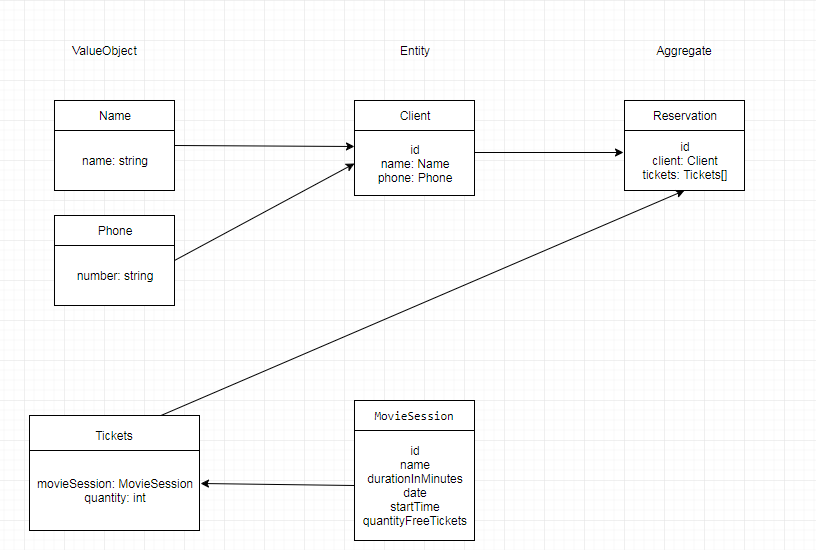 ValueObject
Entity
Aggregate
Name
name: string
Client
id
name: Name
phone: Phone
Reservation
id
client: Client
tickets: Tickets[]
Phone
number: string
Tickets
movieSession: MovieSession
quantity: int
MovieSession
id
name
durationInMinutes
date
startTime
quantityFreeTickets